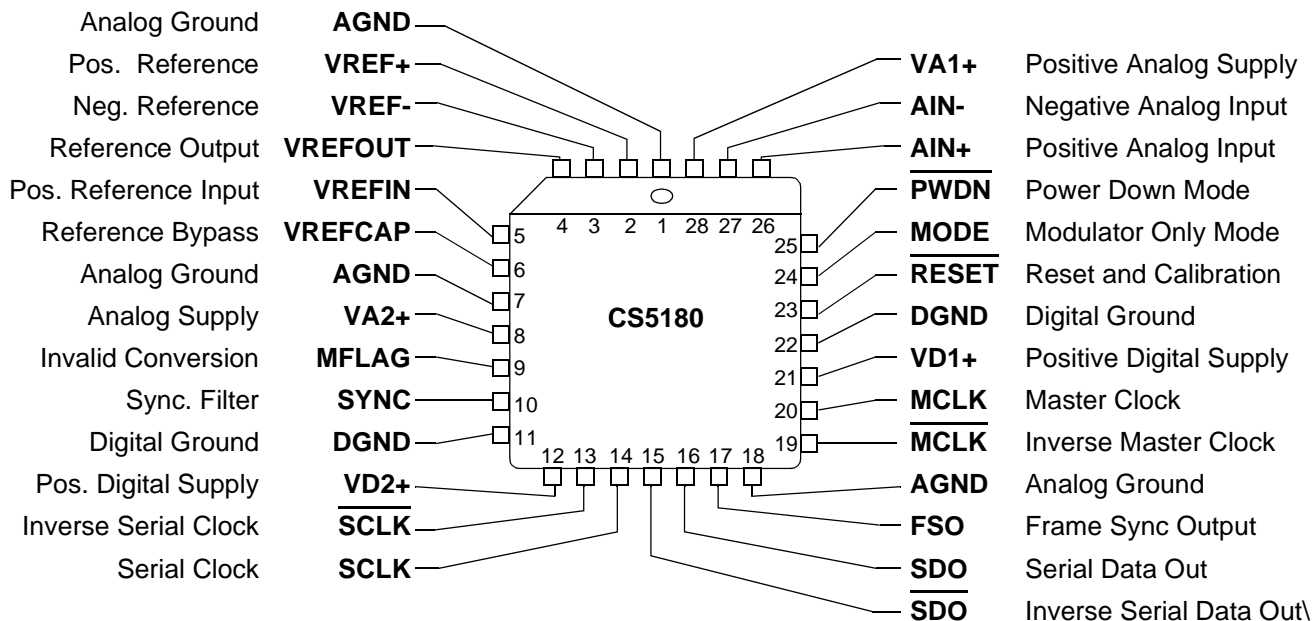 Analog Ground AGND
Pos. Reference VREF+
Neg. Reference VREF-
Reference Output VREFOUT
Pos. Reference Input VREFIN
Reference Bypass VREFCAP
Analog Ground AGND
Analog Supply VA2+
Invalid Conversion MFLAG
Sync. Filter SYNC
Digital Ground DGND
Pos. Digital Supply VD2+
Inverse Serial Clock S̅C̅L̅K̅
Serial Clock SCLK
4 3 2 1 28 27 26
5
6
7
8
9
10
11
CS5180
25
24
23
22
21
20
19
12 13 14 15 16 17 18
VA1+ Positive Analog Supply
AIN- Negative Analog Input
AIN+ Positive Analog Input
P̅W̅D̅N̅ Power Down Mode
MODE Modulator Only Mode
R̅E̅S̅E̅T̅ Reset and Calibration
DGND Digital Ground
VD1+ Positive Digital Supply
MCLK Master Clock
M̅C̅L̅K̅ Inverse Master Clock
AGND Analog Ground
FSO Frame Sync Output
SDO Serial Data Out
S̅D̅O̅ Inverse Serial Data Out\